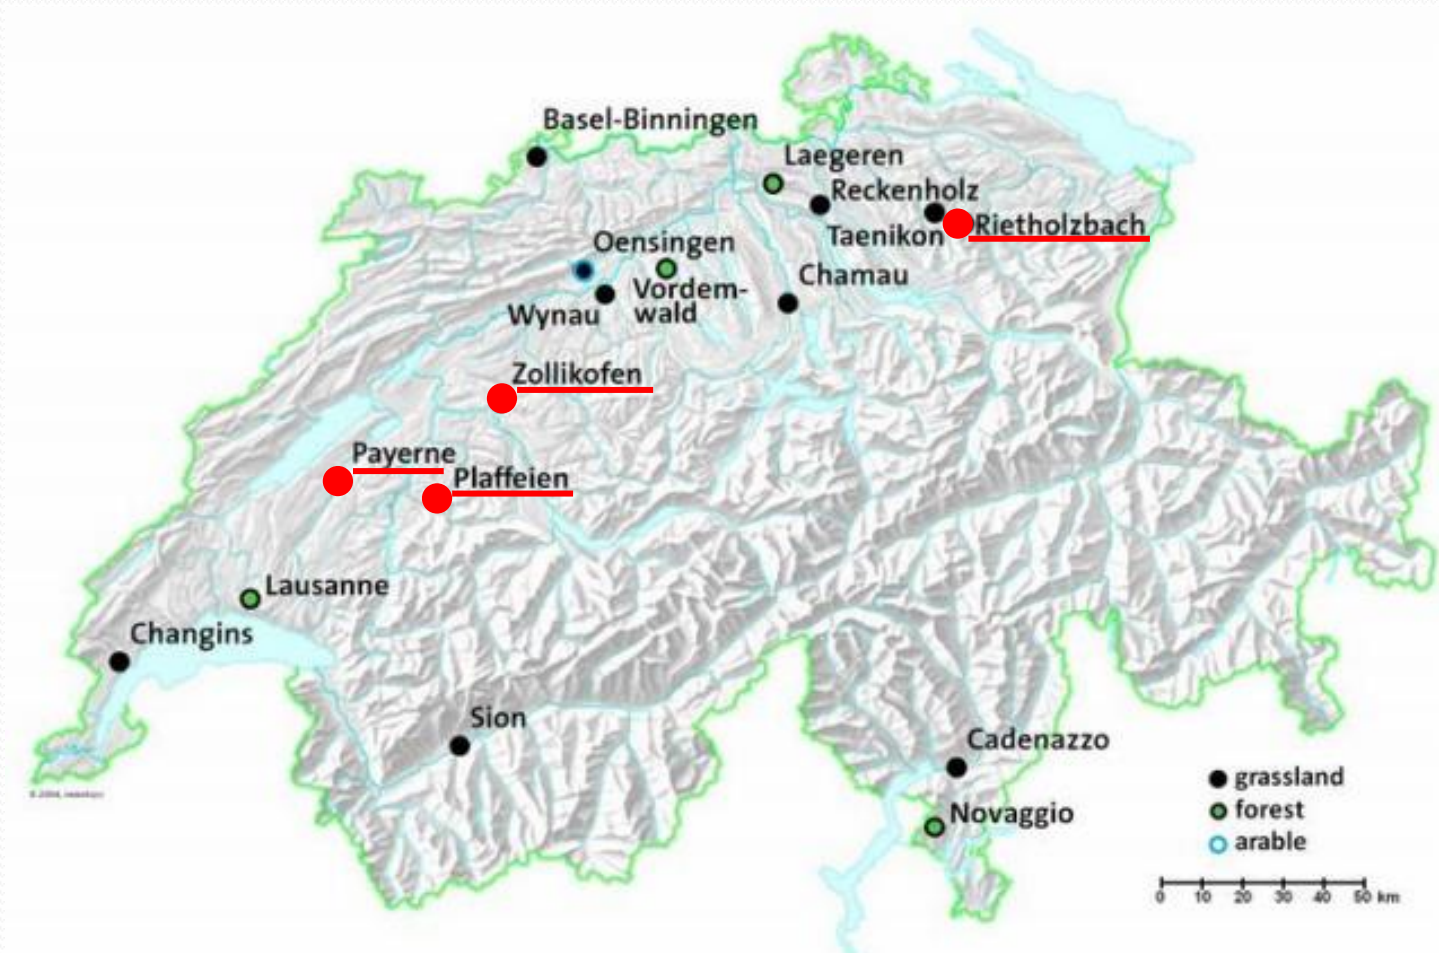 Basel-Binningen
Laegeren
Reckenholz
Rietholzbach
Taenikon
Oensingen
Chamau
Vordem-
wald
Wynau
Zollikofen
Payerne
Plaffeien
Lausanne
Changins
Sion
Cadenazzo
Novaggio
grassland
forest
arable
0 10 20 30 40 50 km